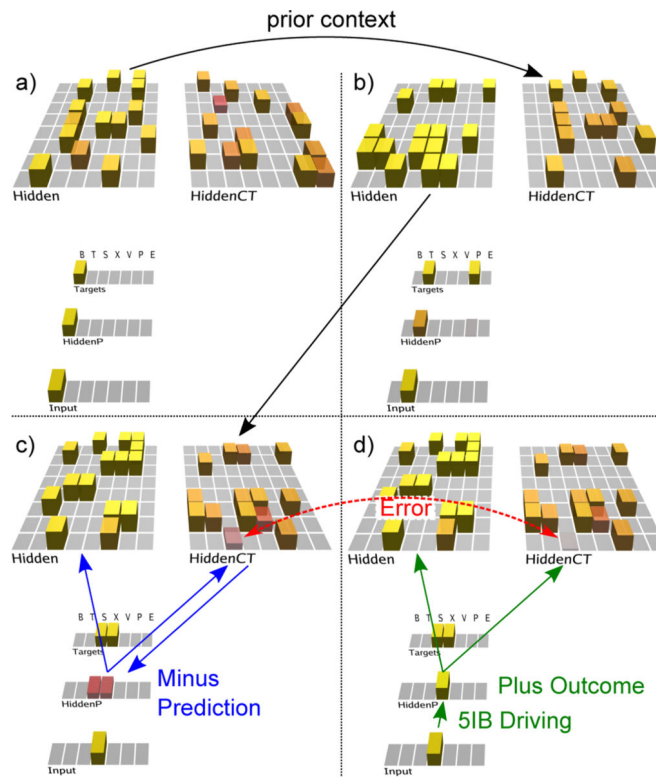 prior context
a)
b)
Hidden
HiddenCT
Hidden
HiddenCT
B T S X V P E
Targets
HiddenP
Input
B T S X V P E
Targets
HiddenP
Input
c)
d)
Error
Hidden
HiddenCT
Hidden
HiddenCT
B T S X V P E
Targets
HiddenP
Minus
Prediction
Input
B T S X V P E
Targets
HiddenP
Plus Outcome
5IB Driving
Input